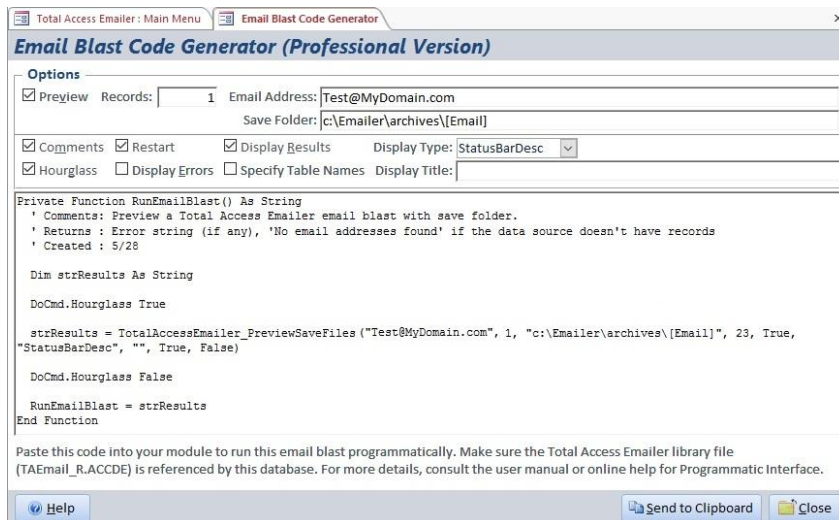 Total Access Emailer : Main Menu Email Blast Code Generator
Email Blast Code Generator (Professional Version)
Options
Preview Records: 1 Email Address: Test@MyDomain.com
Save Folder: c:\Emailer\archives\[Email]
Comments Restart Display Results Display Type: StatusBarDesc
Hourglass Display Errors Specify Table Names Display Title:
Private Function RunEmailBlast() As String
' Comments: Preview a Total Access Emailer email blast with save folder.
' Returns : Error string (if any), 'No email addresses found' if the data source doesn't have records
' Created : 5/28
Dim strResults As String
DoCmd.Hourglass True
strResults = TotalAccessEmailer_PreviewSaveFiles("Test@MyDomain.com", 1, "c:\Emailer\archives\[Email]", 23, True,
"StatusBarDesc", "", True, False)
DoCmd.Hourglass False
RunEmailBlast = strResults
End Function
Paste this code into your module to run this email blast programmatically. Make sure the Total Access Emailer library file
(TAEmail_R.ACCDE) is referenced by this database. For more details, consult the user manual or online help for Programmatic Interface.
Help Send to Clipboard Close